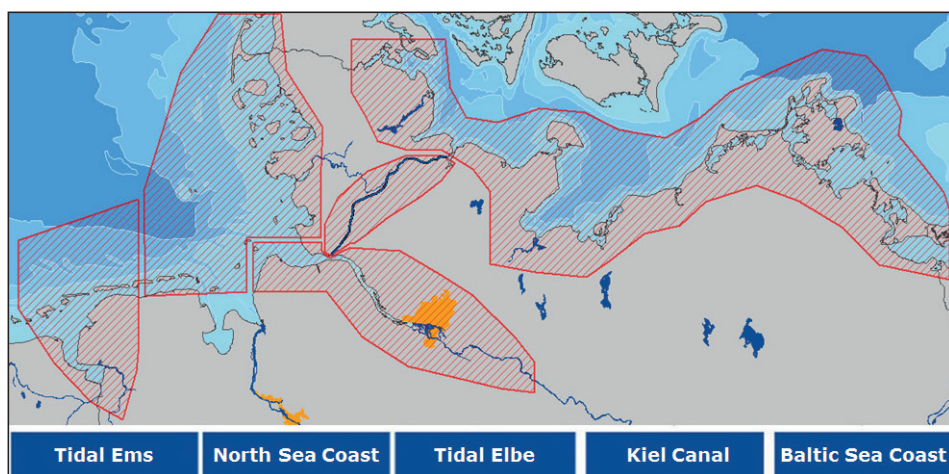 Tidal Ems
North Sea Coast
Tidal Elbe
Kiel Canal
Baltic Sea Coast